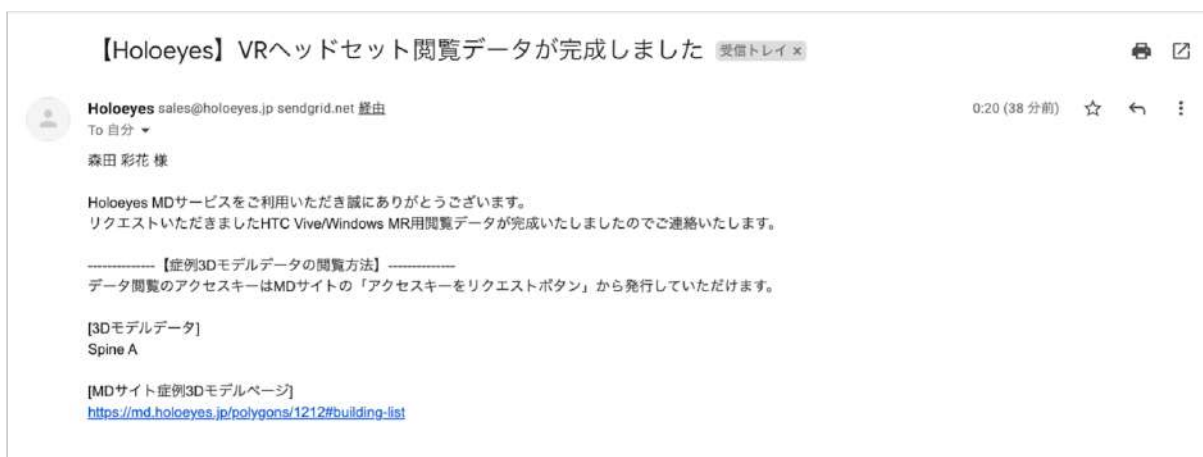 【Holoeyes】VRヘッドセット閲覧データが完成しました 受信トレイ ×
Holoeyes sales@holoeyes.jp sendgrid.net 経由
0:20 (38 分前)
To 自分
森田 彩花 様
Holoeyes MDサービスをご利用いただき誠にありがとうございます。
リクエストいただきましたHTC Vive/Windows MR用閲覧データが完成いたしましたのでご連絡いたします。
--------------【症例3Dモデルデータの閲覧方法】--------------
データ閲覧のアクセスキーはMDサイトの「アクセスキーをリクエストボタン」から発行していただけます。
[3Dモデルデータ]
Spine A
[MDサイト症例3Dモデルページ]
https://md.holoeyes.jp/polygons/1212#building-list